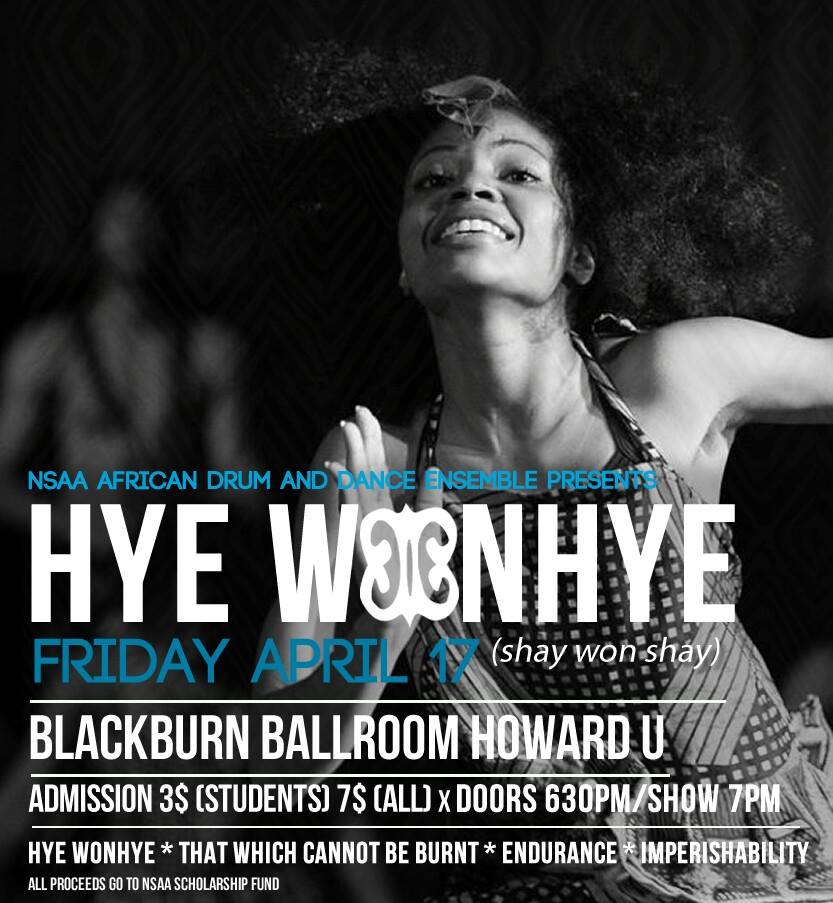 NSAA AFRICAN DRUM AND DANCE ENSEMBLE PRESENTS
HYE WONHYE
FRIDAY APRIL 17 (shay won shay)
BLACKBURN BALLROOM HOWARD U
ADMISSION 3$ (STUDENTS) 7$ (ALL) x DOORS 630PM/SHOW 7PM
HYE WONHYE * THAT WHICH CANNOT BE BURNT * ENDURANCE * IMPERISHABILITY
ALL PROCEEDS GO TO NSAA SCHOLARSHIP FUND